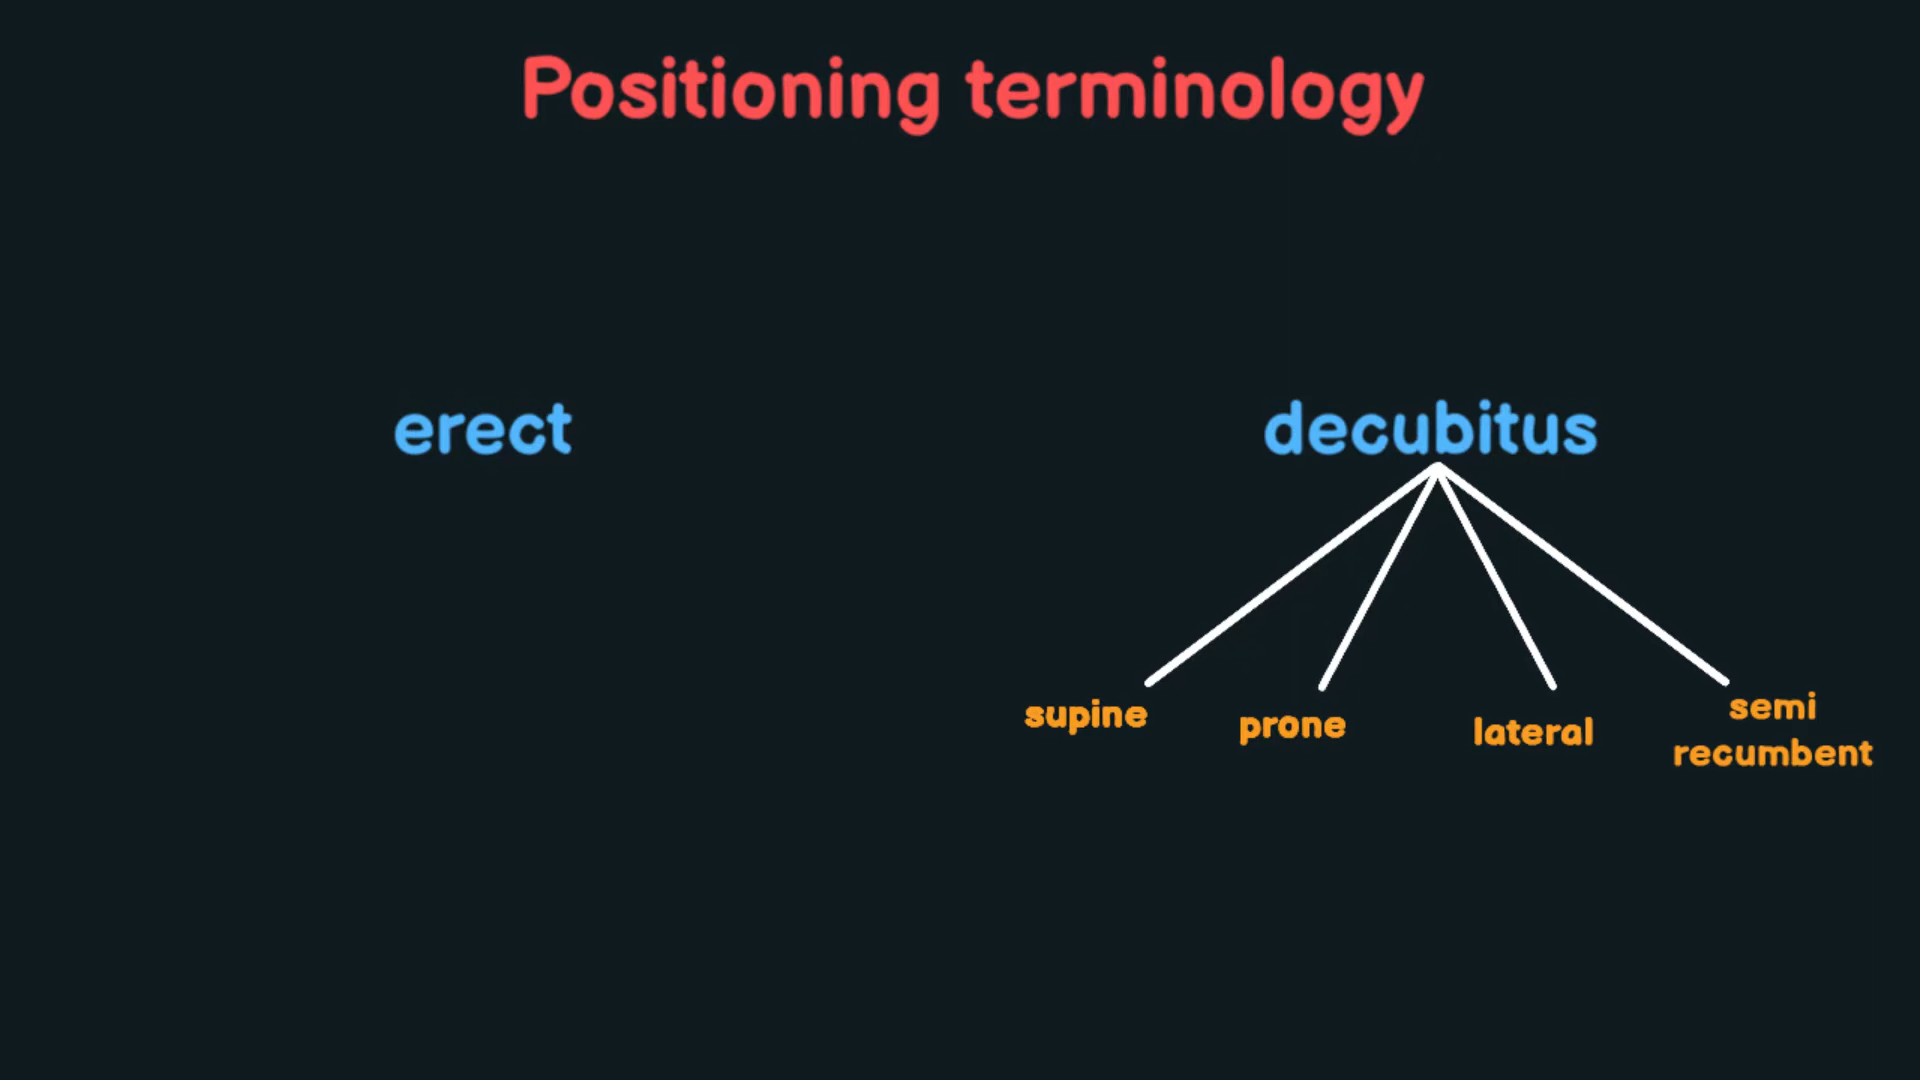 Positioning terminology
erect
decubitus
supine
prone
lateral
semi
recumbent